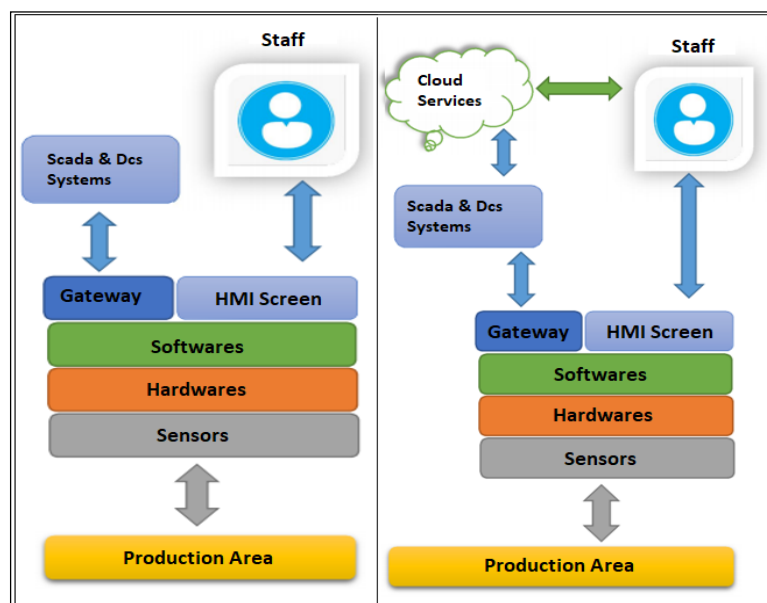 Staff
Scada & Dcs
Systems
Gateway
HMI Screen
Softwares
Hardwares
Sensors
Production Area
Staff
Cloud
Services
Scada & Dcs
Systems
Gateway
HMI Screen
Softwares
Hardwares
Sensors
Production Area